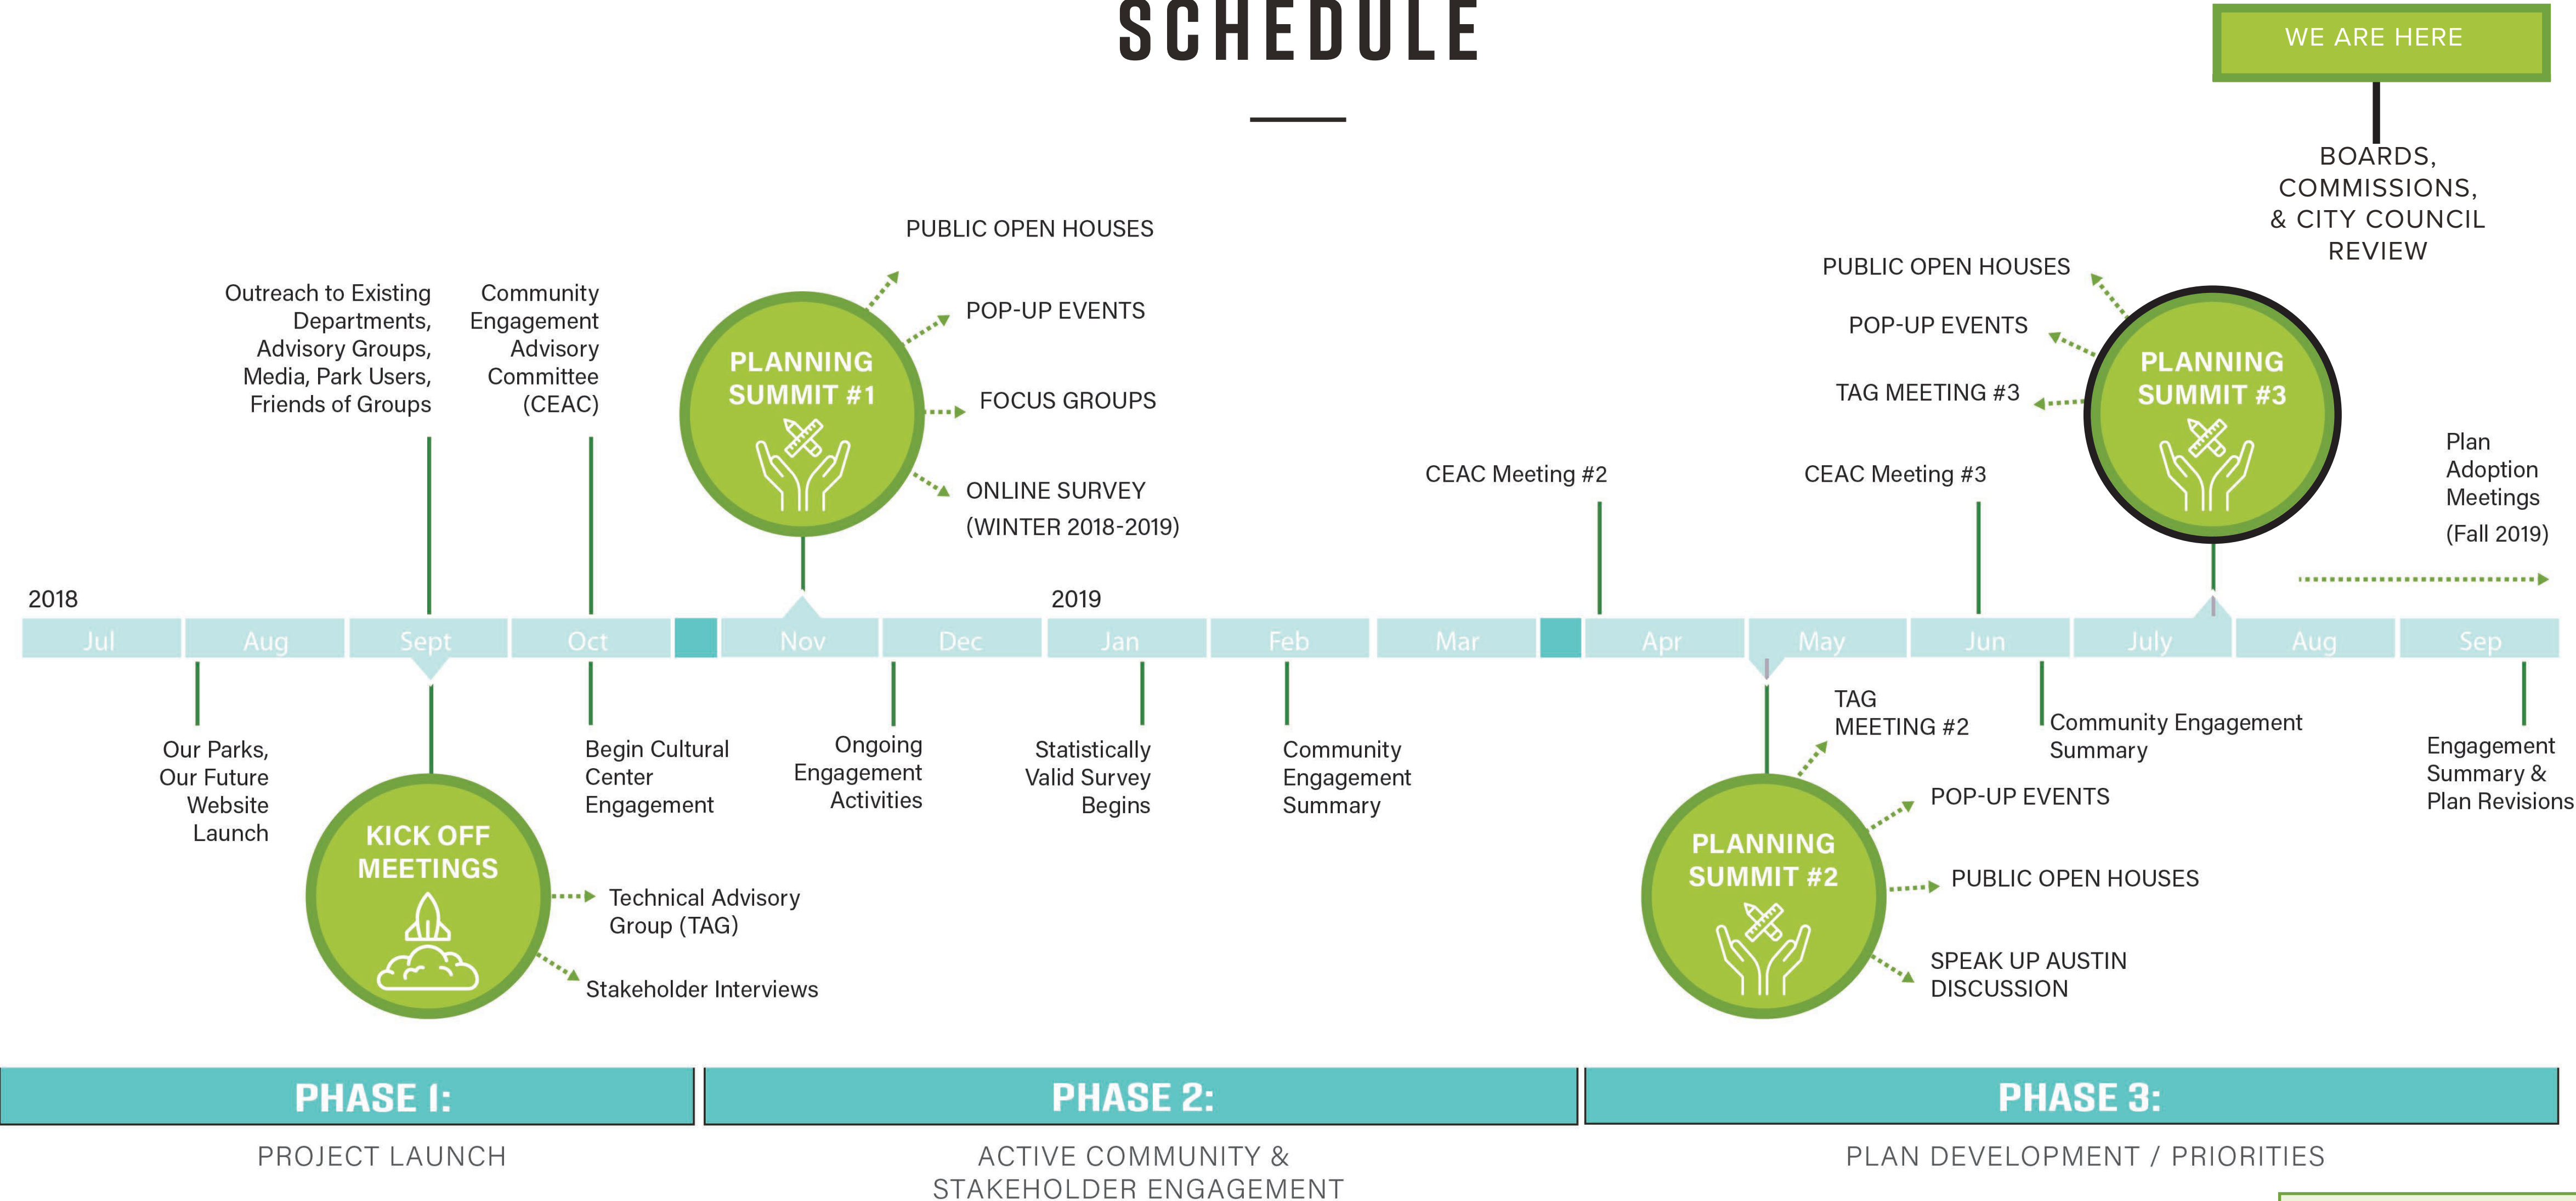 SCHEDULE
WE ARE HERE
BOARDS,
COMMISSIONS,
& CITY COUNCIL
REVIEW
Outreach to Existing
Departments,
Advisory Groups,
Media, Park Users,
Friends of Groups
Community
Engagement
Advisory
Committee
(CEAC)
PLANNING
SUMMIT #1
PUBLIC OPEN HOUSES
POP-UP EVENTS
FOCUS GROUPS
ONLINE SURVEY
(WINTER 2018-2019)
CEAC Meeting #2
CEAC Meeting #3
PUBLIC OPEN HOUSES
POP-UP EVENTS
TAG MEETING #3
PLANNING
SUMMIT #3
Plan
Adoption
Meetings
(Fall 2019)
2018
2019
Jul
Aug
Sept
Oct
Nov
Dec
Jan
Feb
Mar
Apr
May
Jun
July
Aug
Sep
Our Parks,
Our Future
Website
Launch
KICK OFF
MEETINGS
Technical Advisory
Group (TAG)
Stakeholder Interviews
Begin Cultural
Center
Engagement
Ongoing
Engagement
Activities
Statistically
Valid Survey
Begins
Community
Engagement
Summary
PLANNING
SUMMIT #2
TAG
MEETING #2
POP-UP EVENTS
PUBLIC OPEN HOUSES
SPEAK UP AUSTIN
DISCUSSION
Community Engagement
Summary
Engagement
Summary &
Plan Revisions
PHASE 1:
PROJECT LAUNCH
PHASE 2:
ACTIVE COMMUNITY &
STAKEHOLDER ENGAGEMENT
PHASE 3:
PLAN DEVELOPMENT / PRIORITIES